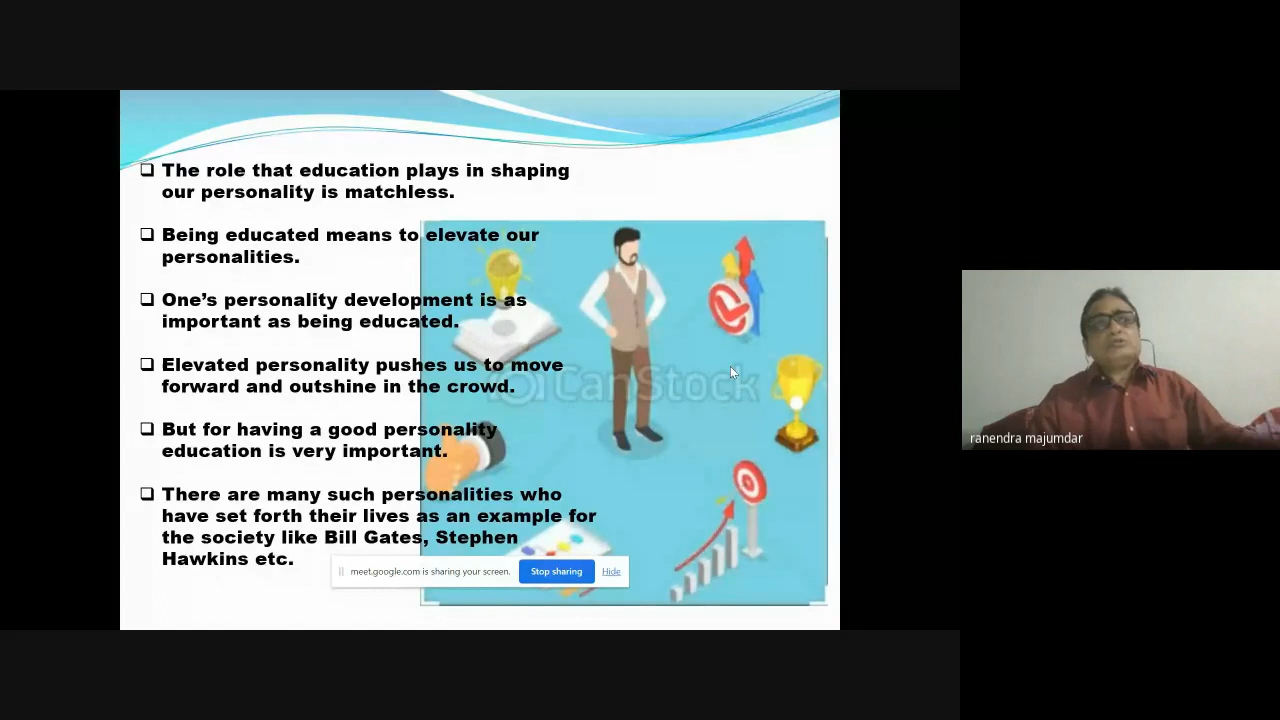 The role that education plays in shaping
our personality is matchless.
Being educated means to elevate our
personalities.
One's personality development is as
important as being educated.
Elevated personality pushes us to move
forward and outshine in the crowd.
But for having a good personality
education is very important.
There are many such personalities who
have set forth their lives as an example for
the society like Bill Gates, Stephen
Hawkins etc.
CanStock
meet.google.com is sharing your screen.
Stop sharing
Hide
ranendra majumdar